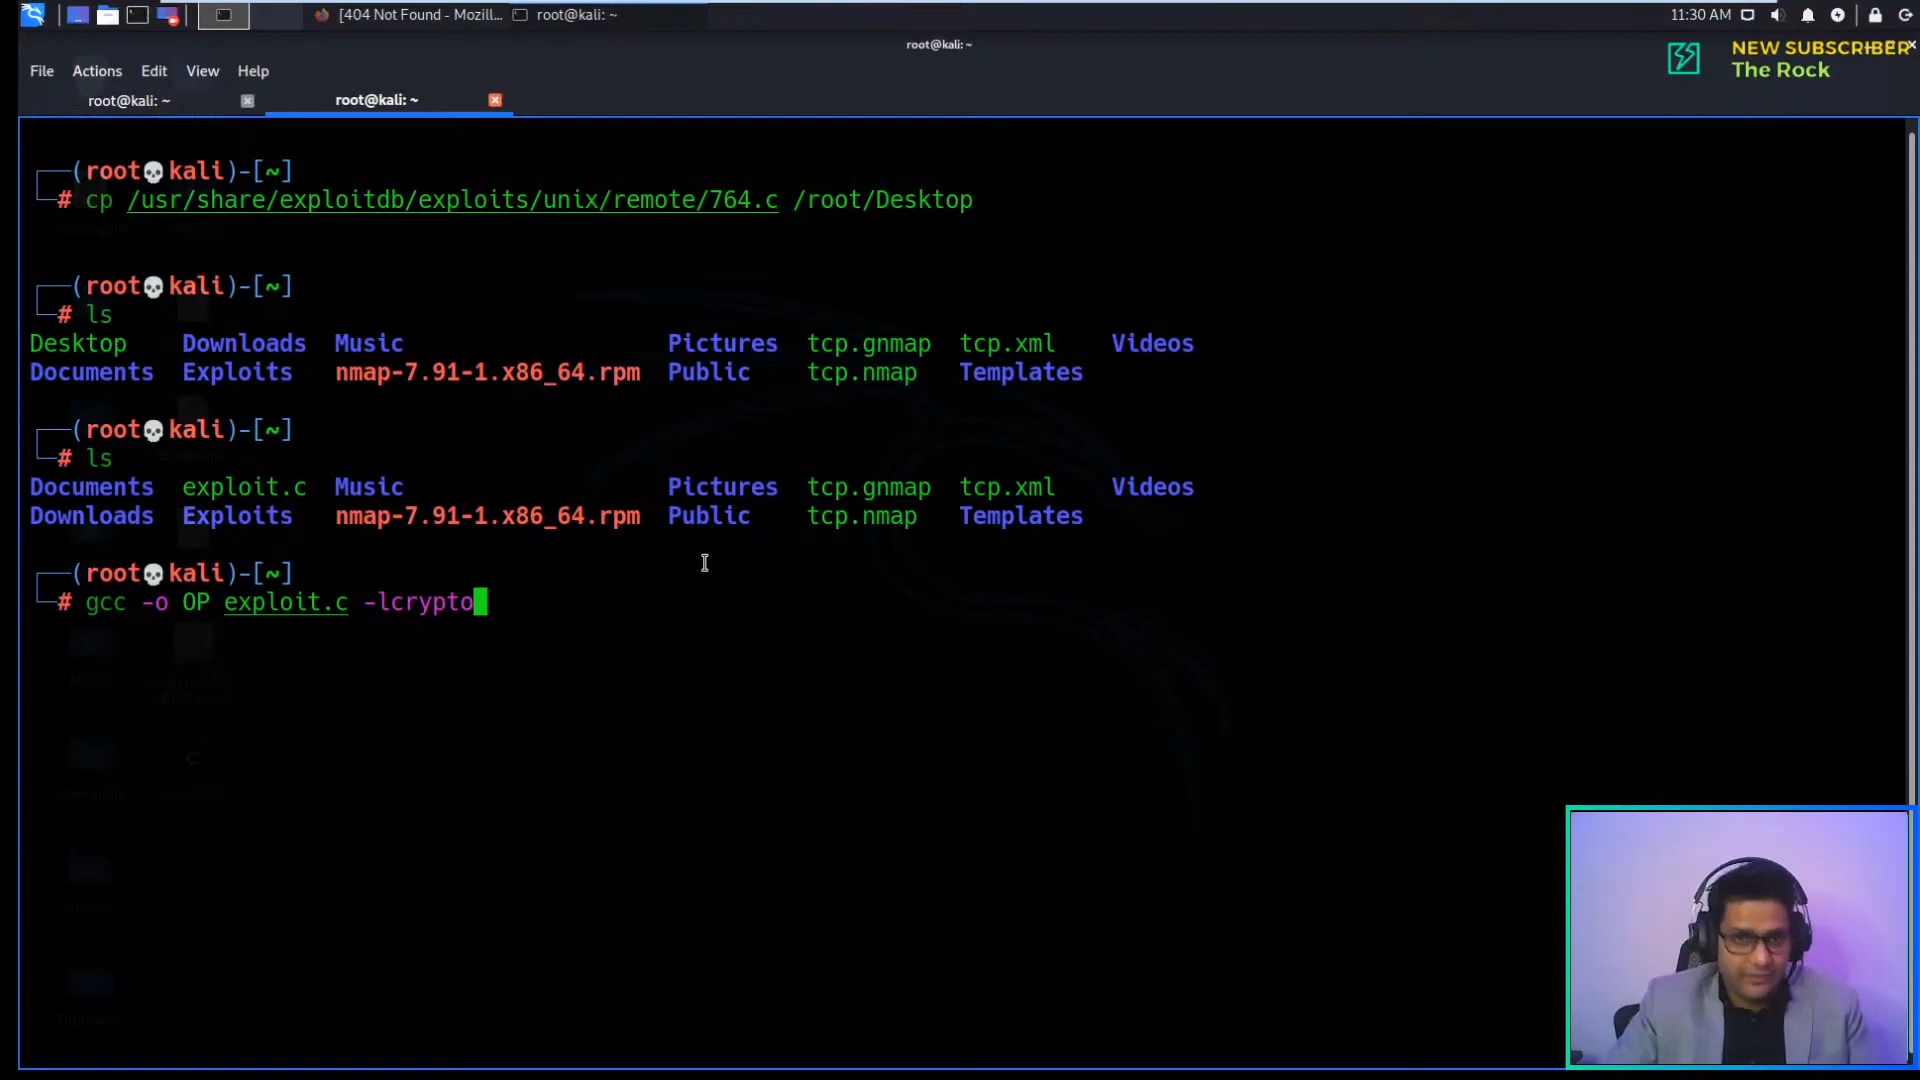 [404 Not Found - Mozill...
root@kali: ~
11:30 AM
root@kali: ~
NEW SUBSCRIBER
The Rock
File Actions Edit View Help
root@kali: ~
root@kali: ~
(root💀kali)-[~]
# cp /usr/share/exploitdb/exploits/unix/remote/764.c /root/Desktop
(root💀kali)-[~]
# ls
Desktop Downloads Music Pictures tcp.gnmap tcp.xml Videos
Documents Exploits nmap-7.91-1.x86_64.rpm Public tcp.nmap Templates
(root💀kali)-[~]
# ls
Documents exploit.c Music Pictures tcp.gnmap tcp.xml Videos
Downloads Exploits nmap-7.91-1.x86_64.rpm Public tcp.nmap Templates
(root💀kali)-[~]
# gcc -o OP exploit.c -lcrypto